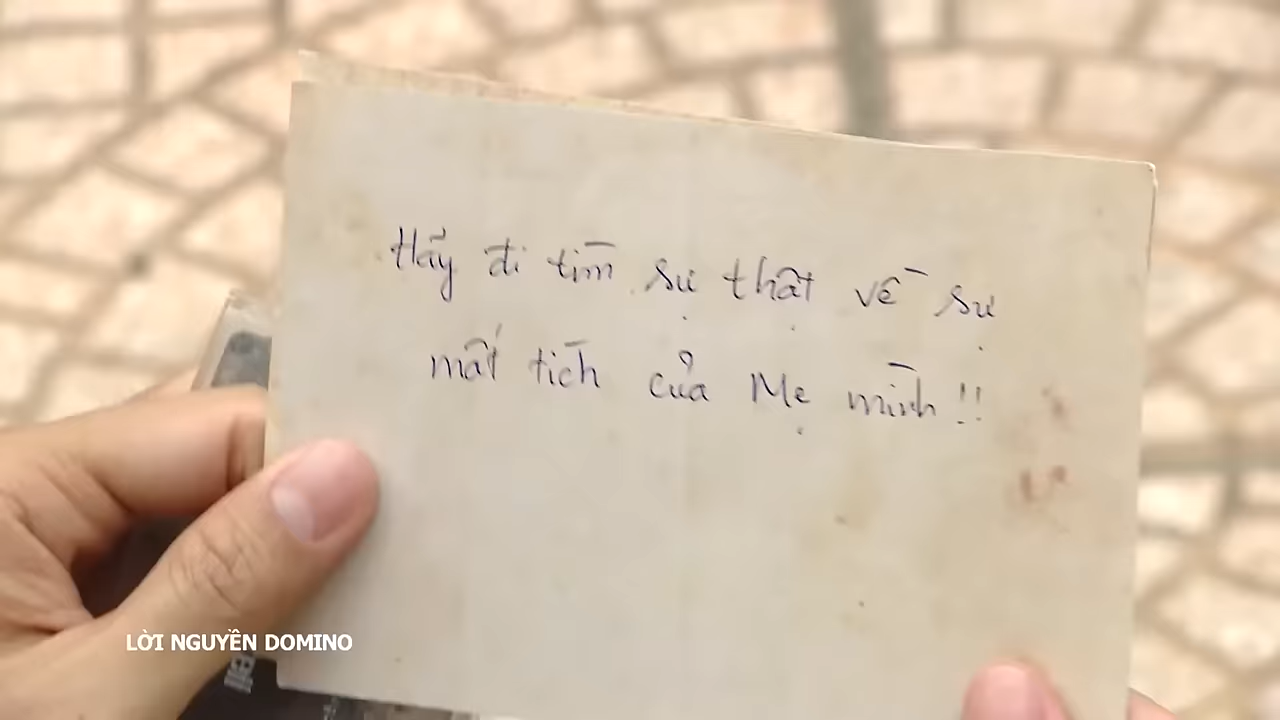 Hãy đi tìm sự thật về sự
mất tích của Mẹ mình!!
LỜI NGUYỀN DOMINO